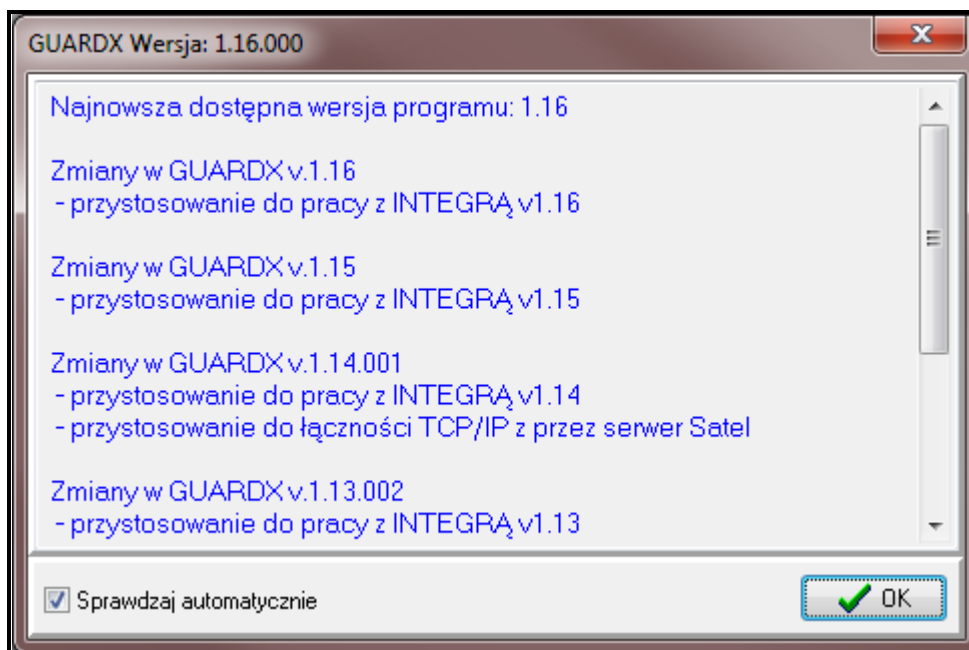 GUARDX Wersja: 1.16.000
Najnowsza dostępna wersja programu: 1.16
Zmiany w GUARDX v.1.16
- przystosowanie do pracy z INTEGRĄ v1.16
Zmiany w GUARDX v.1.15
- przystosowanie do pracy z INTEGRĄ v1.15
Zmiany w GUARDX v.1.14.001
- przystosowanie do pracy z INTEGRĄ v1.14
- przystosowanie do łączności TCP/IP z przez serwer Satel
Zmiany w GUARDX v.1.13.002
- przystosowanie do pracy z INTEGRĄ v1.13
Sprawdzaj automatycznie
OK